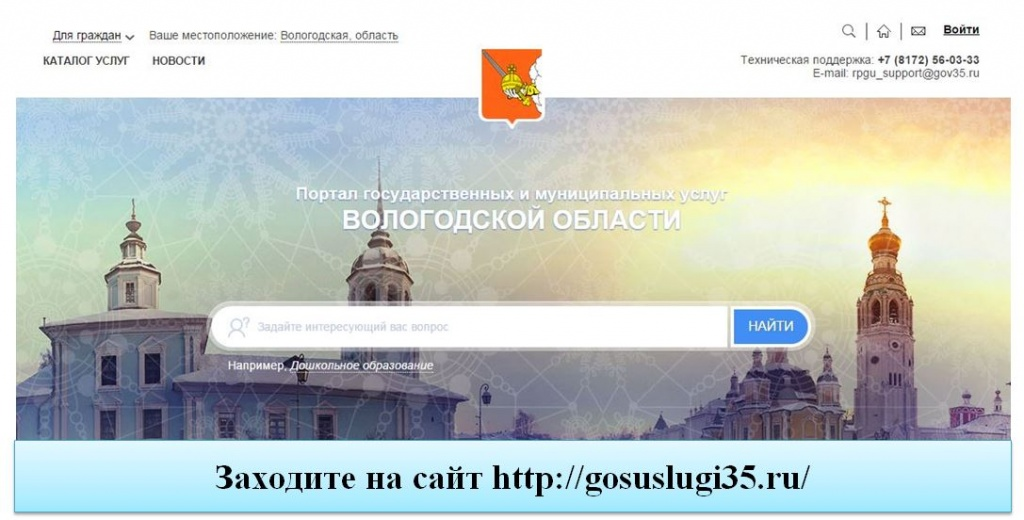 Для граждан Ваше местоположение: Вологодская, область
Войти
КАТАЛОГ УСЛУГ НОВОСТИ
Техническая поддержка: +7 (8172) 56-03-33
E-mail: rpgu_support@gov35.ru
Портал государственных и муниципальных услуг
ВОЛОГОДСКОЙ ОБЛАСТИ
Задайте интересующий вас вопрос
НАЙТИ
Например, Дошкольное образование
Заходите на сайт http://gosuslugi35.ru/